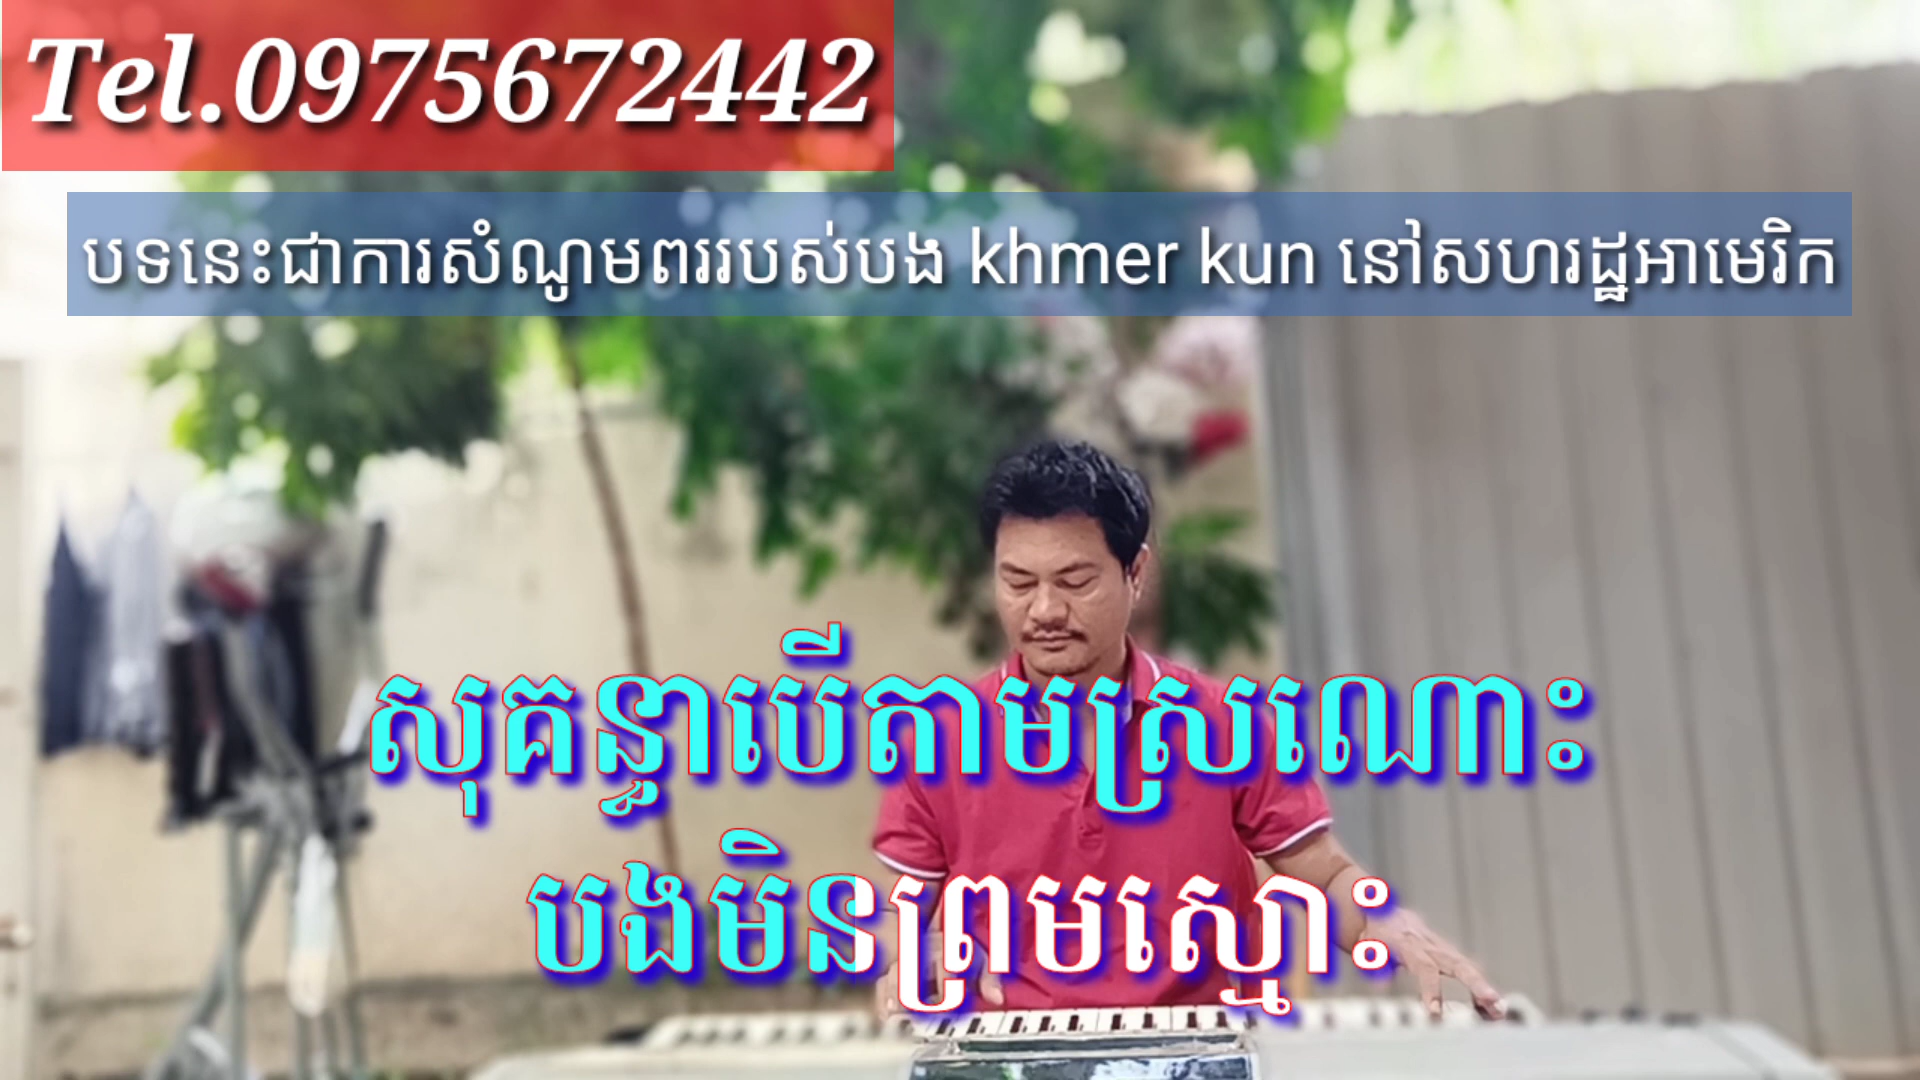 Tel.0975672442
បទនេះជាការសំណូមពររបស់បង khmer kun នៅសហរដ្ឋអាមេរិក
សុគន្ធាបើតាមស្រណោះ
បងមិនព្រមស្មោះ